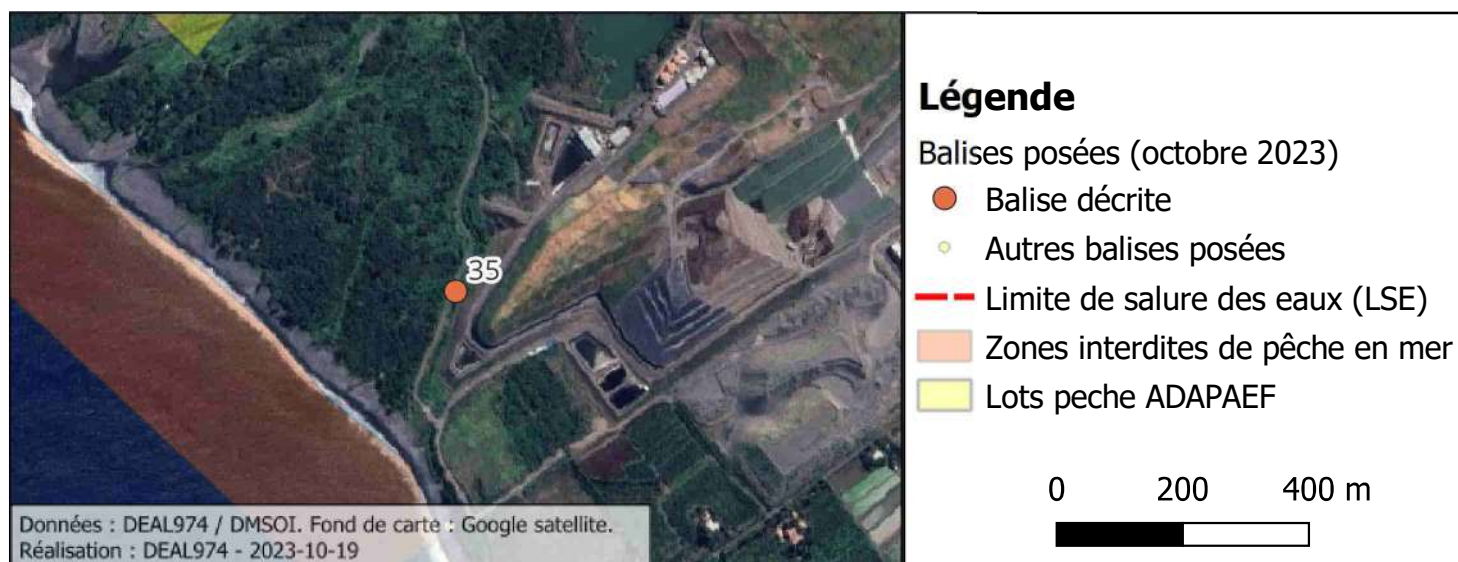 35
Données : DEAL974 / DMSOI. Fond de carte : Google satellite.
Réalisation : DEAL974 - 2023-10-19
Légende
Balises posées (octobre 2023)
Balise décrite
Autres balises posées
Limite de salure des eaux (LSE)
Zones interdites de pêche en mer
Lots peche ADAPAEF
0 200 400 m